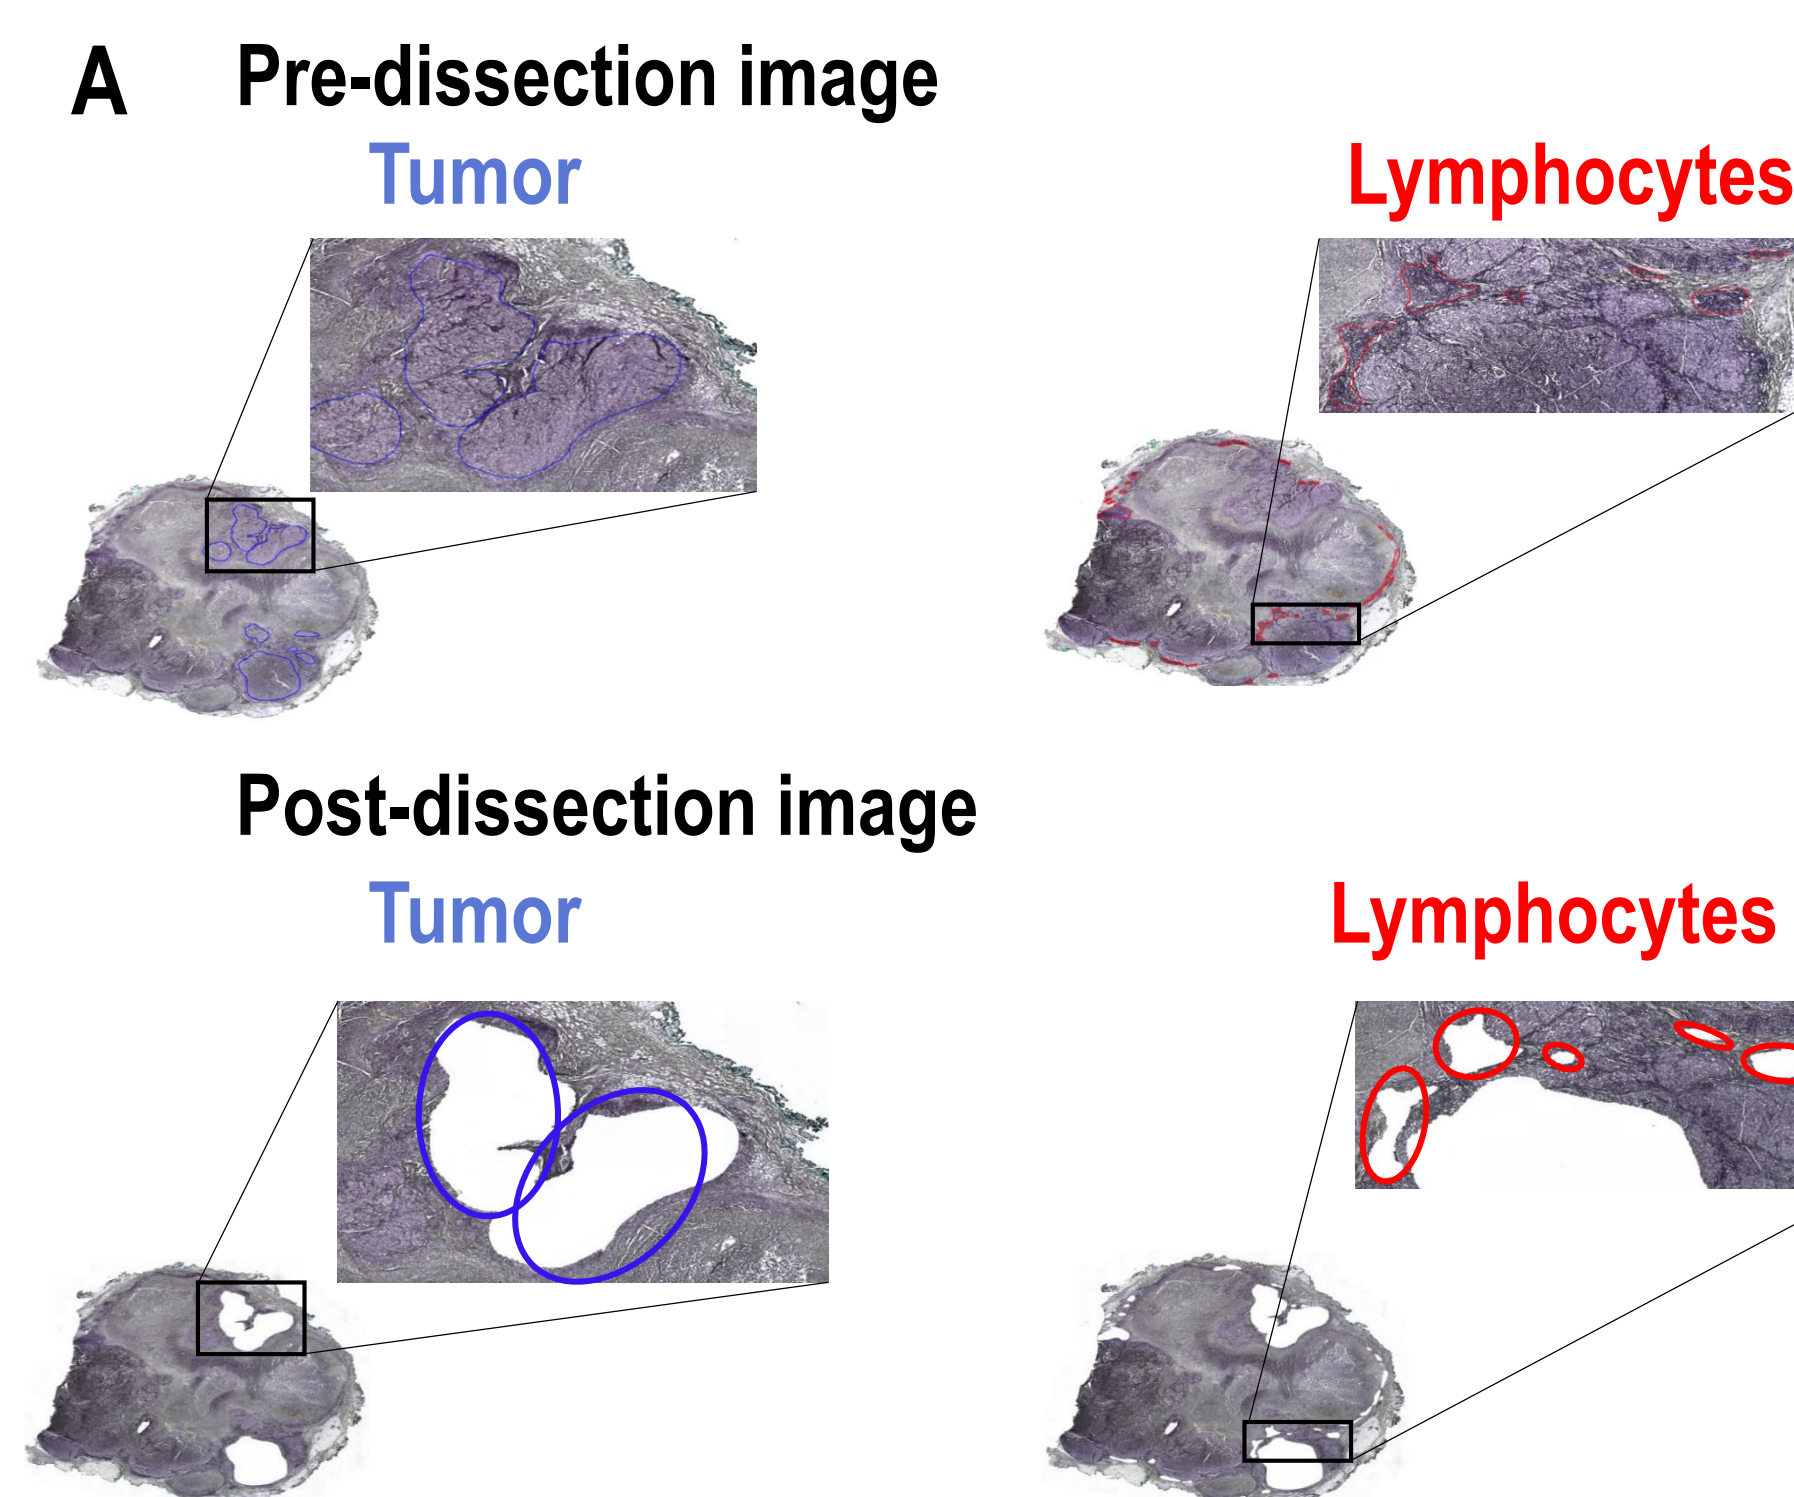 A Pre-dissection image
Tumor Lymphocytes
Post-dissection image
Tumor Lymphocytes